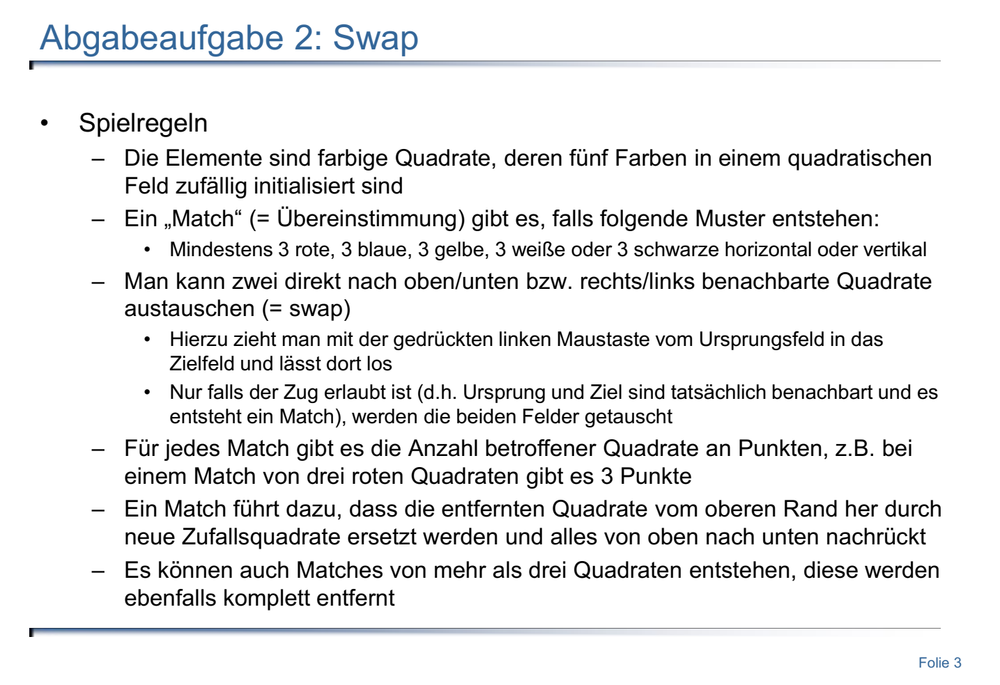 Abgabeaufgabe 2: Swap
• Spielregeln
– Die Elemente sind farbige Quadrate, deren fünf Farben in einem quadratischen
Feld zufällig initialisiert sind
– Ein „Match“ (= Übereinstimmung) gibt es, falls folgende Muster entstehen:
• Mindestens 3 rote, 3 blaue, 3 gelbe, 3 weiße oder 3 schwarze horizontal oder vertikal
– Man kann zwei direkt nach oben/unten bzw. rechts/links benachbarte Quadrate
austauschen (= swap)
• Hierzu zieht man mit der gedrückten linken Maustaste vom Ursprungsfeld in das
Zielfeld und lässt dort los
• Nur falls der Zug erlaubt ist (d.h. Ursprung und Ziel sind tatsächlich benachbart und es
entsteht ein Match), werden die beiden Felder getauscht
– Für jedes Match gibt es die Anzahl betroffener Quadrate an Punkten, z.B. bei
einem Match von drei roten Quadraten gibt es 3 Punkte
– Ein Match führt dazu, dass die entfernten Quadrate vom oberen Rand her durch
neue Zufallsquadrate ersetzt werden und alles von oben nach unten nachrückt
– Es können auch Matches von mehr als drei Quadraten entstehen, diese werden
ebenfalls komplett entfernt
Folie 3